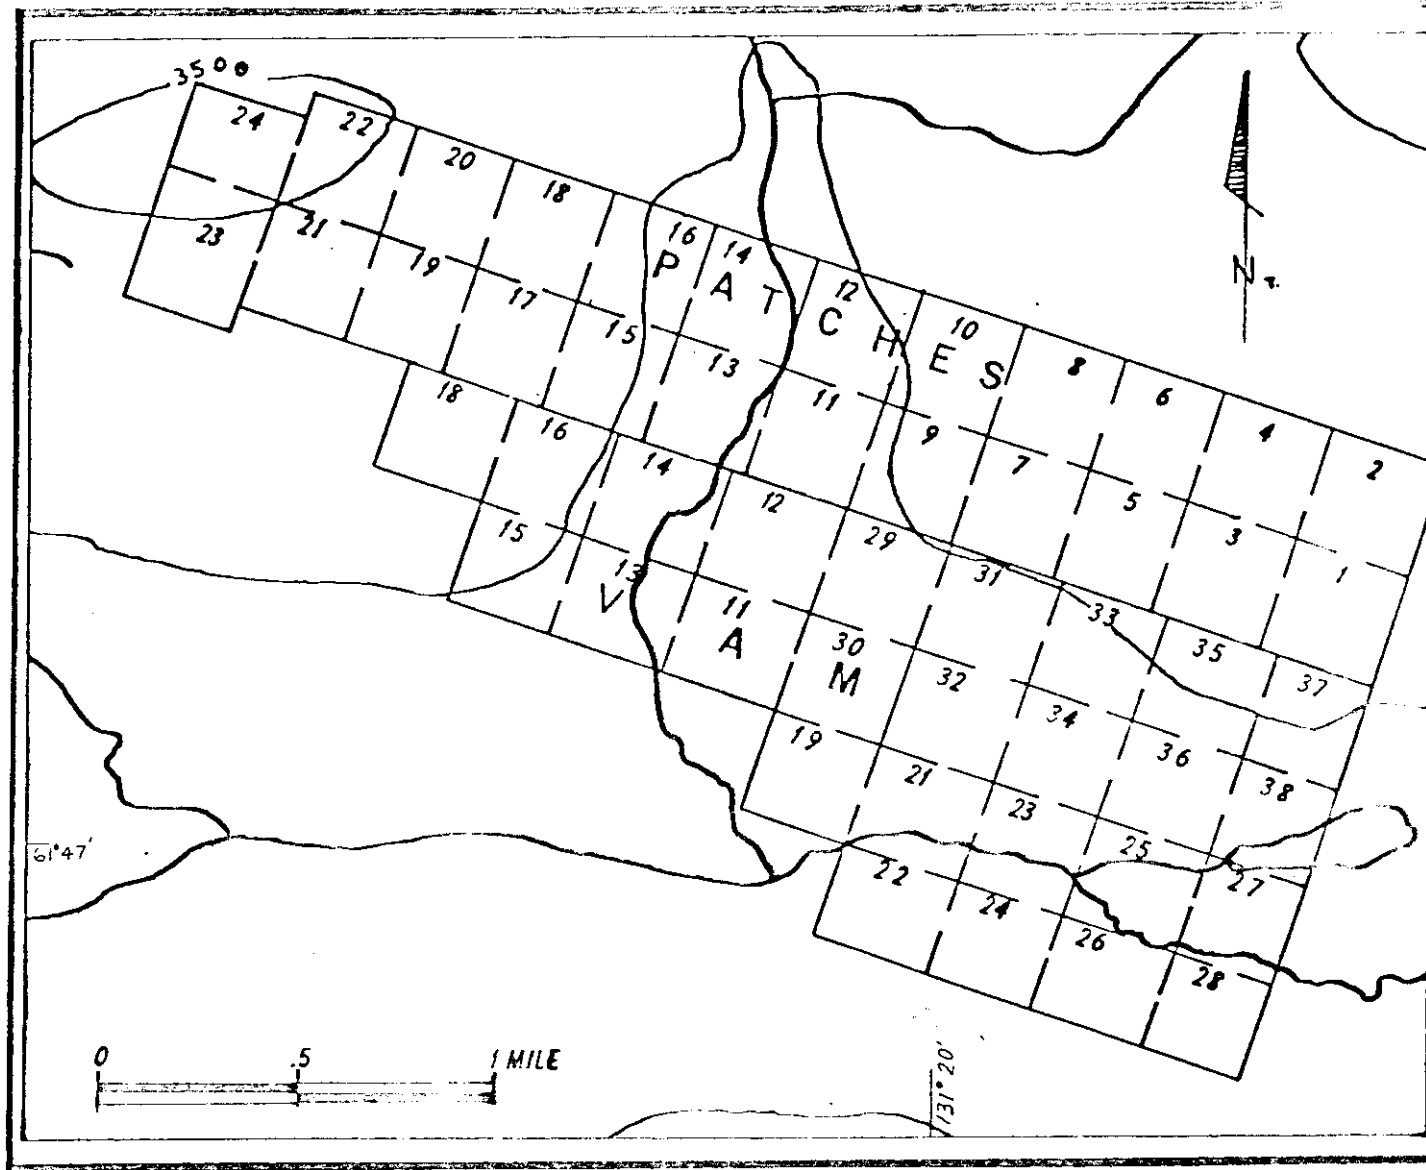 3500
24 22 20 18 16 14 12 10 8 6 4 2
23 21 19 17 15 13 11 9 7 5 3 1
PATCHES
N
18 16 14 12 29 31 33 35 37
15 13 11 30 32 34 36 38
VAM
19 21 23 25 27
22 24 26 28
61°47'
0 .5 1 MILE
131° 20'